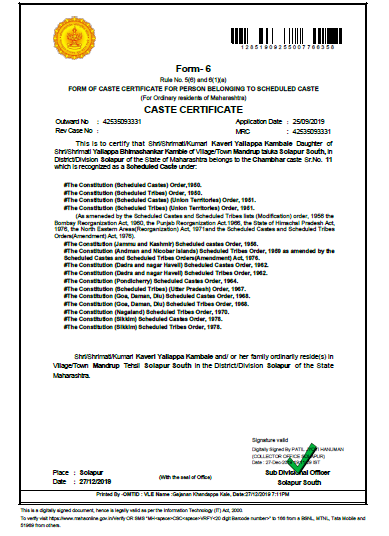 12851909255007766358
Form- 6
Rule No. 5(6) and 6(1)(a)
FORM OF CASTE CERTIFICATE FOR PERSON BELONGING TO SCHEDULED CASTE
(For Ordinary residents of Maharashtra)
CASTE CERTIFICATE
Outward No : 42535093331 Application Date : 25/09/2019
Rev Case No : MRC : 42535093331
This is to certify that Shri/Shrimati/Kumari Kaveri Yallappa Kambale Daughter of
Shri/Shrimati Yallappa Bhimashankar Kamble of Village/Town Mandrup taluka Solapur South, in
District/Division Solapur of the State of Maharashtra belongs to the Chambhar caste Sr.No. 11
which is recognized as a Scheduled Caste under:
#The Constitution (Scheduled Castes) Order,1950.
#The Constitution (Scheduled Tribes) Order,1950.
#The Constitution (Scheduled Castes) (Union Territories) Order, 1951.
#The Constitution (Scheduled Tribes) (Union Territories) Order, 1951.
(As amended by the Scheduled Castes and Scheduled Tribes lists (Modification) order, 1956 the
Bombay Reorganization Act, 1960, the Punjab Reorganization Act, 1966, the State of Himachal Pradesh Act,
1976, the North Eastern Areas(Reorganization) Act, 1971and the Scheduled Castes and Scheduled Tribes
Orders(Amendment) Act, 1976).
#The Constitution (Jammu and Kashmir) Scheduled castes Order, 1956.
#The Constitution (Andman and Nicobar Islands) Scheduled Tribes Order, 1959 as amended by the
Scheduled Castes and Scheduled Tribes Orders(Amendment) Act, 1976.
#The Constitution (Dadra and nagar Haveli) Scheduled Castes Order, 1962.
#The Constitution (Dadra and nagar Haveli) Scheduled Tribes Order, 1962.
#The Constitution (Pondicherry) Scheduled Castes Order, 1964.
#The Constitution (Scheduled Tribes) (Uttar Pradesh) Order, 1967.
#The Constitution (Goa, Daman, Diu) Scheduled Castes Order, 1968.
#The Constitution (Goa, Daman, Diu) Scheduled Tribes Order, 1968.
#The Constitution (Nagaland) Scheduled Tribes Order, 1970.
#The Constitution (Sikkim) Scheduled Castes Order, 1978.
#The Constitution (Sikkim) Scheduled Tribes Order, 1978.
Shri/Shrimati/Kumari Kaveri Yallappa Kambale and/ or her family ordinarily reside(s) in
Village/Town Mandrup Tehsil Solapur South in the District/Division Solapur of the State
Maharashtra.
Signature valid
Digitally Signed By PATIL HANUMAN
(COLLECTOR OFFICE SOLAPUR)
Date : 27-Dec IST
Place : Solapur Sub Divisional Officer
Date : 27/12/2019 (With the seal of Office) Solapur South
Printed By -OMTID : VLE Name :Gajanan Khandappa Kale, Date:27/12/2019 7:11PM
This is a digitally signed document, hence is legally valid as per the Information Technology (IT) Act, 2000.
To verify visit https://www.mahaonline.gov.in/Verify OR SMS "MH<space>CSC<space>VRFY<20 digit Barcode number>" to 166 from a BSNL, MTNL, Tata Mobile and
51969 from others.